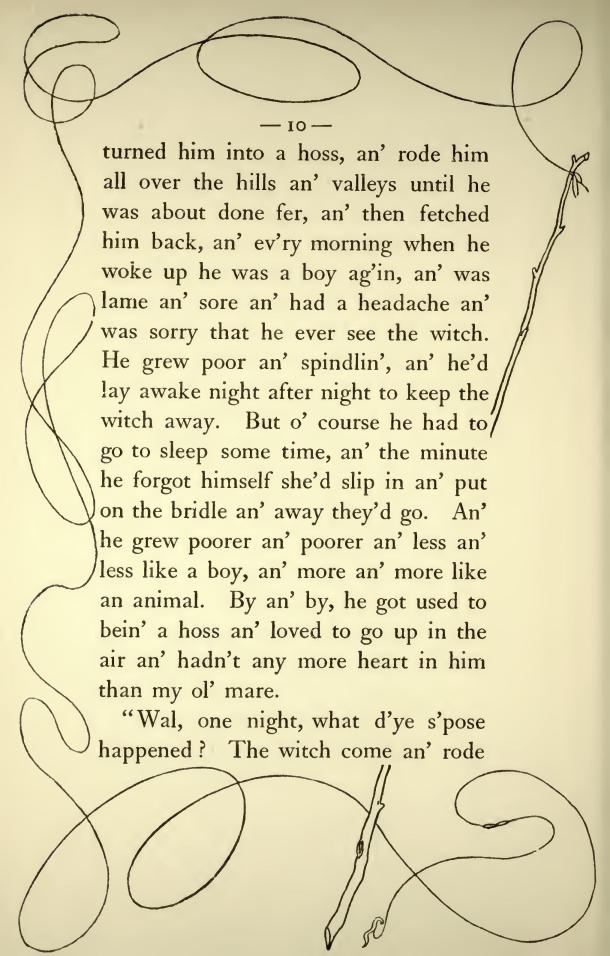 — 10 —
turned him into a hoss, an' rode him
all over the hills an' valleys until he
was about done fer, an' then fetched
him back, an' ev'ry morning when he
woke up he was a boy ag'in, an' was
lame an' sore an' had a headache an'
was sorry that he ever see the witch.
He grew poor an' spindlin', an' he'd
lay awake night after night to keep the
witch away. But o' course he had to
go to sleep some time, an' the minute
he forgot himself she'd slip in an' put
on the bridle an' away they'd go. An'
he grew poorer an' poorer an' less an'
less like a boy, an' more an' more like
an animal. By an' by, he got used to
bein' a hoss an' loved to go up in the
air an' hadn't any more heart in him
than my ol' mare.
"Wal, one night, what d'ye s'pose
happened? The witch come an' rode